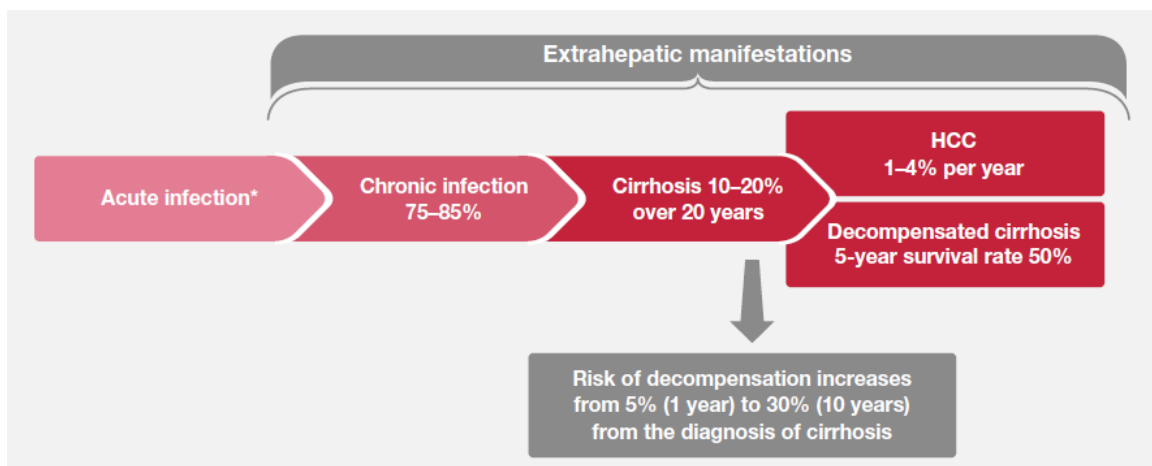 Extrahepatic manifestations
Acute infection*
Chronic infection
75–85%
Cirrhosis 10–20%
over 20 years
HCC
1–4% per year
Decompensated cirrhosis
5-year survival rate 50%
Risk of decompensation increases
from 5% (1 year) to 30% (10 years)
from the diagnosis of cirrhosis